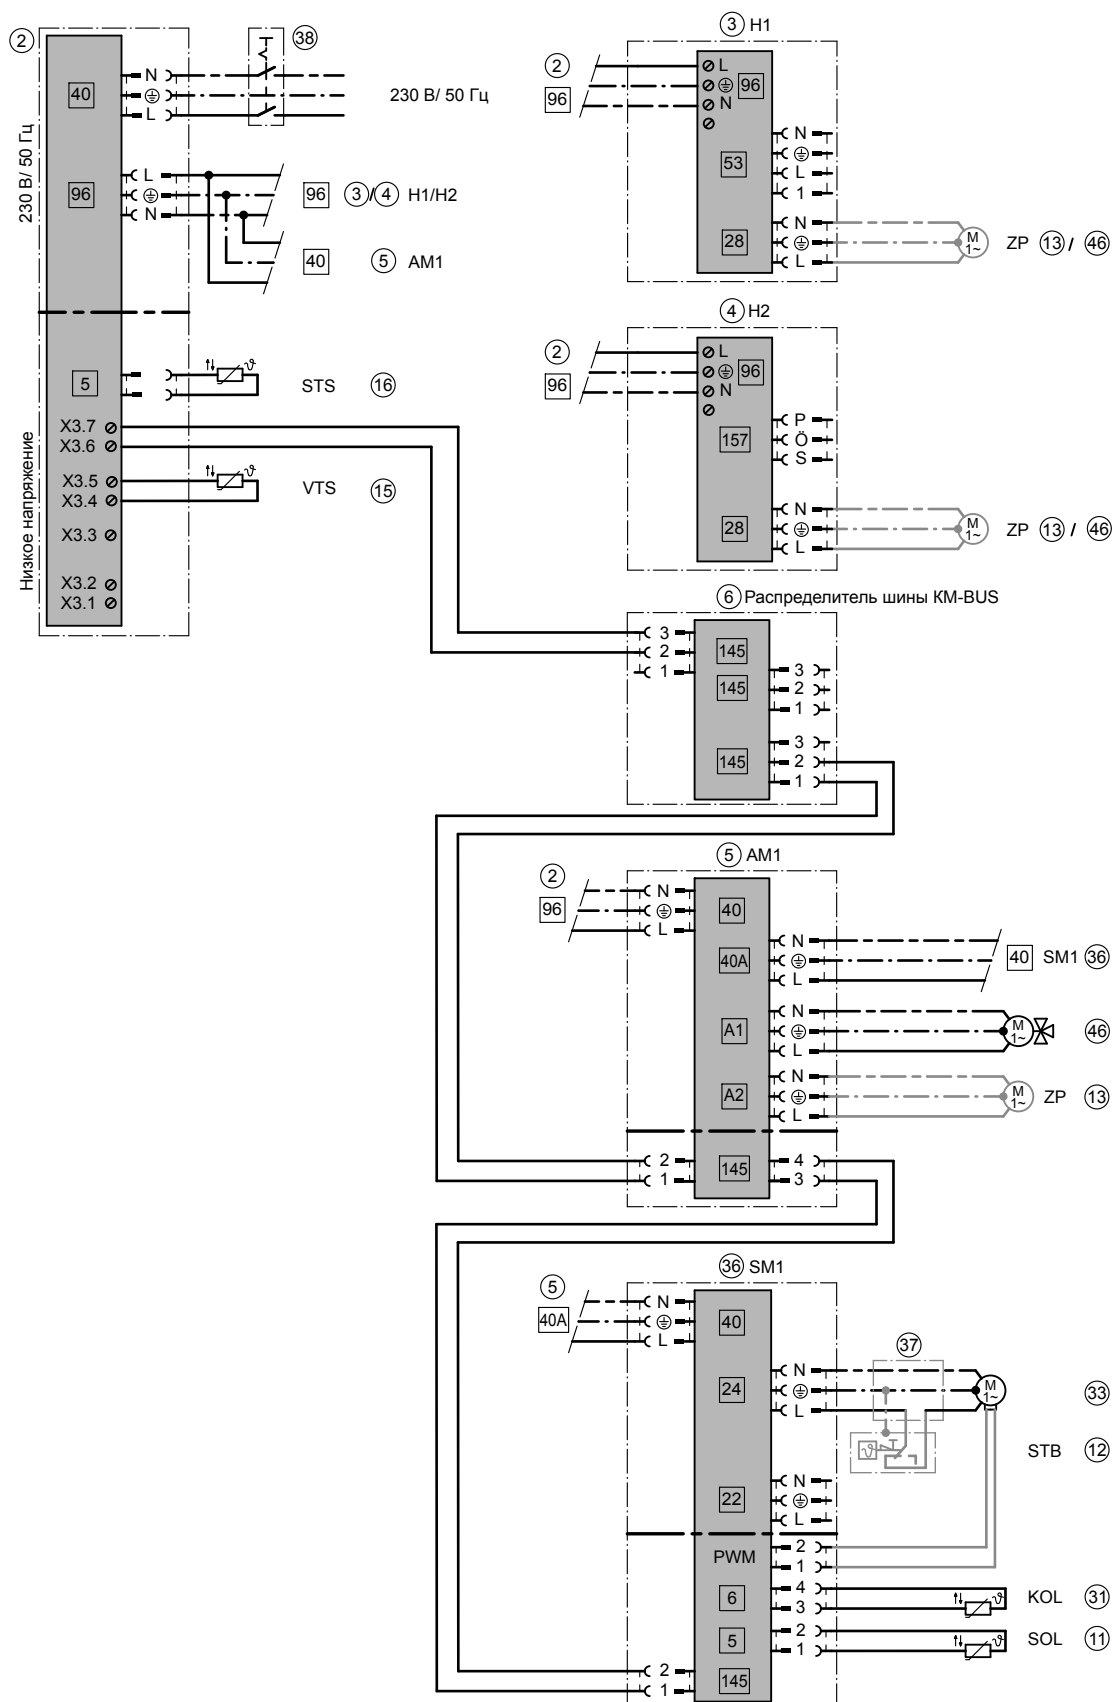 2
38
230 В/ 50 Гц
Низкое напряжение
40
N
L
230 В/ 50 Гц
96
L
N
96 3/4 H1/H2
40 5 AM1
5
STS 16
X3.7
X3.6
X3.5
X3.4
VTS 15
X3.3
X3.2
X3.1
3 H1
2
96
L
96
N
53
N
L
1
28
N
L
M
1~
ZP 13 / 46
4 H2
2
96
L
96
N
157
P
Ö
S
28
N
L
M
1~
ZP 13 / 46
6 Распределитель шины KM-BUS
3
2
1
145
145
3
2
1
145
3
2
1
5 AM1
2
96
N
L
40
40A
N
L
40 SM1 36
A1
N
L
M
1~
46
A2
N
L
M
1~
ZP 13
2
1
145
4
3
36 SM1
5
40A
N
L
40
37
24
N
L
M
1~
33
STB 12
22
N
L
PWM
2
1
6
4
3
KOL 31
5
2
1
SOL 11
2
1
145